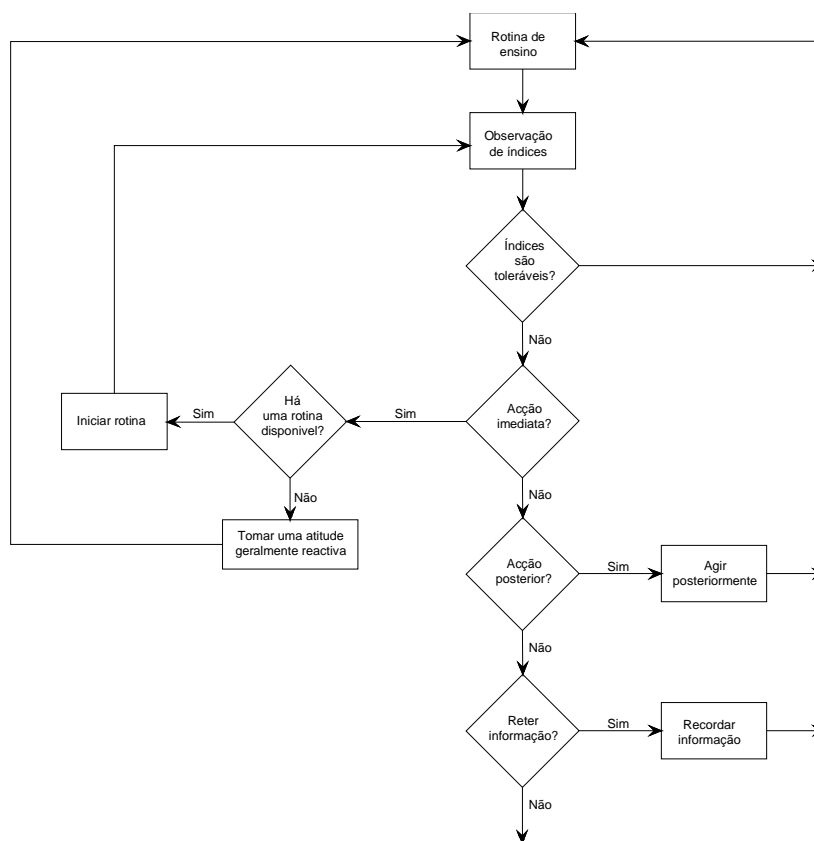 Rotina de
ensino
Observação
de índices
Índices
são
toleráveis?
Não
Há
uma rotina
disponivel?
Sim
Iniciar rotina
Sim
Acção
imediata?
Não
Não
Tomar uma atitude
geralmente reactiva
Acção
posterior?
Sim
Agir
posteriormente
Não
Reter
informação?
Sim
Recordar
informação
Não